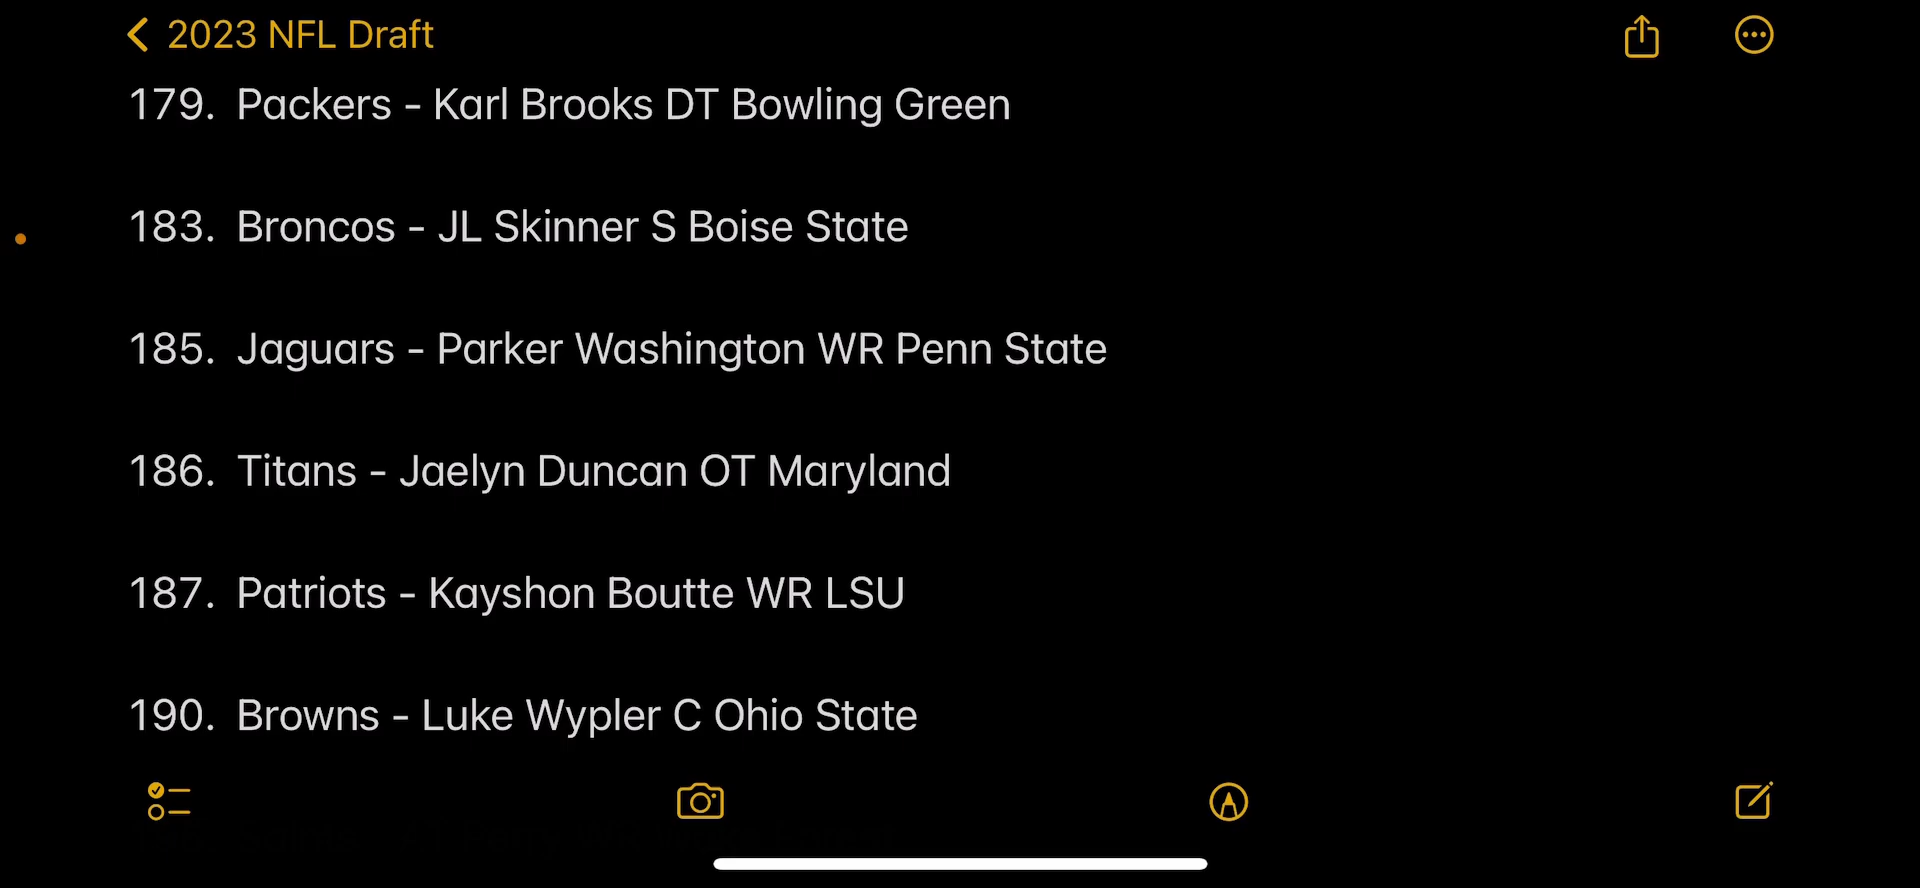 2023 NFL Draft
179. Packers - Karl Brooks DT Bowling Green
183. Broncos - JL Skinner S Boise State
185. Jaguars - Parker Washington WR Penn State
186. Titans - Jaelyn Duncan OT Maryland
187. Patriots - Kayshon Boutte WR LSU
190. Browns - Luke Wypler C Ohio State